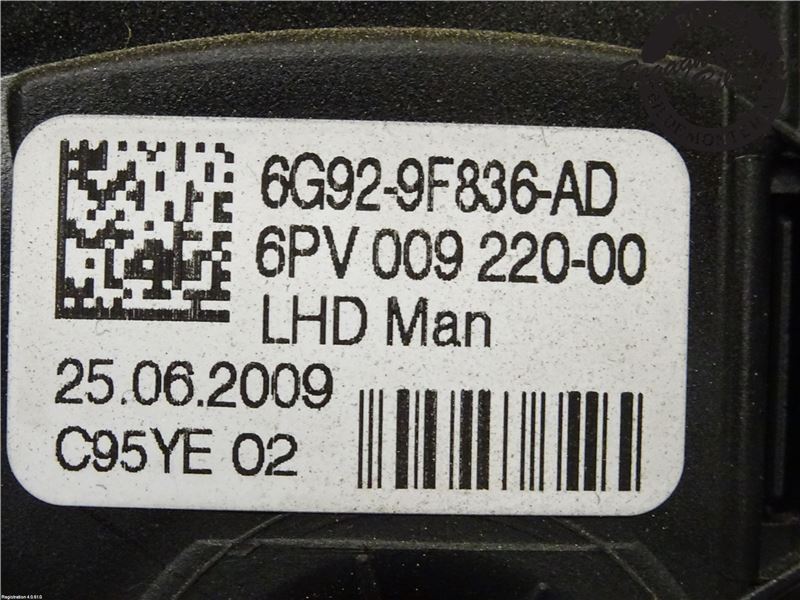 6G92-9F836-AD
6PV 009 220-00
LHD Man
25.06.2009
C95YE 02